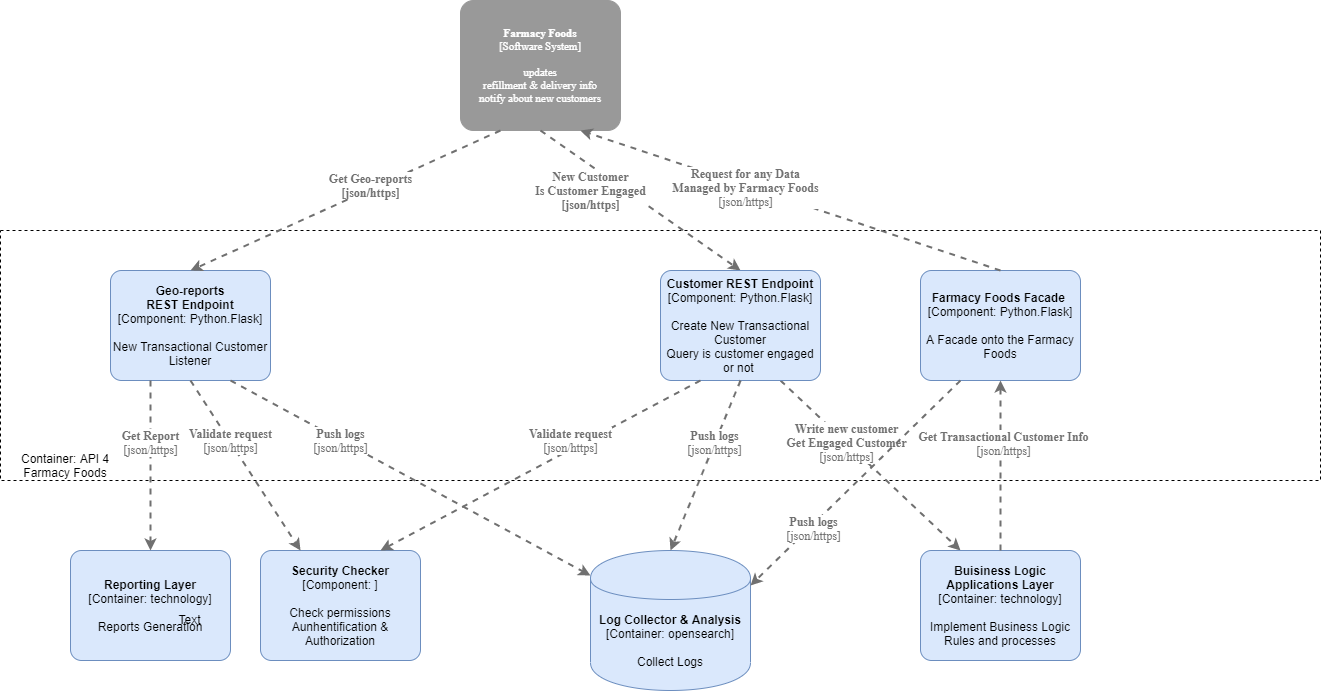 Farmacy Foods
[Software System]
updates
refillment & delivery info
notify about new customers
Get Geo-reports
[json/https]
New Customer
Is Customer Engaged
[json/https]
Request for any Data
Managed by Farmacy Foods
[json/https]
Geo-reports
REST Endpoint
[Component: Python.Flask]
New Transactional Customer
Listener
Customer REST Endpoint
[Component: Python.Flask]
Create New Transactional
Customer
Query is customer engaged
or not
Farmacy Foods Facade
[Component: Python.Flask]
A Facade onto the Farmacy
Foods
Get Report
[json/https]
Validate request
[json/https]
Push logs
[json/https]
Validate request
[json/https]
Push logs
[json/https]
Write new customer
Get Engaged Customer
[json/https]
Get Transactional Customer Info
[json/https]
Container: API 4
Farmacy Foods
Push logs
[json/https]
Reporting Layer
[Container: technology]
Text
Reports Generation
Security Checker
[Component: ]
Check permissions
Aunhentification &
Authorization
Log Collector & Analysis
[Container: opensearch]
Collect Logs
Buisiness Logic
Applications Layer
[Container: technology]
Implement Business Logic
Rules and processes